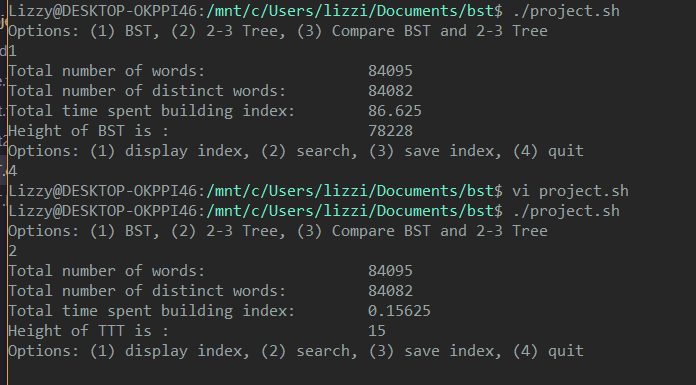 Lizzy@DESKTOP-OKPPI46:/mnt/c/Users/lizzi/Documents/bst$ ./project.sh
Options: (1) BST, (2) 2-3 Tree, (3) Compare BST and 2-3 Tree
1
Total number of words: 84095
Total number of distinct words: 84082
Total time spent building index: 86.625
Height of BST is : 78228
Options: (1) display index, (2) search, (3) save index, (4) quit
4
Lizzy@DESKTOP-OKPPI46:/mnt/c/Users/lizzi/Documents/bst$ vi project.sh
Lizzy@DESKTOP-OKPPI46:/mnt/c/Users/lizzi/Documents/bst$ ./project.sh
Options: (1) BST, (2) 2-3 Tree, (3) Compare BST and 2-3 Tree
2
Total number of words: 84095
Total number of distinct words: 84082
Total time spent building index: 0.15625
Height of TTT is : 15
Options: (1) display index, (2) search, (3) save index, (4) quit